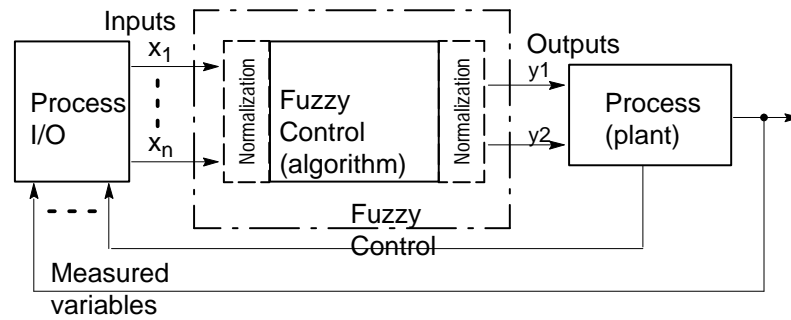 Inputs
Outputs
x1
xn
Process
I/O
Normalization
Fuzzy
Control
(algorithm)
Normalization
y1
y2
Process
(plant)
Fuzzy
Control
Measured
variables